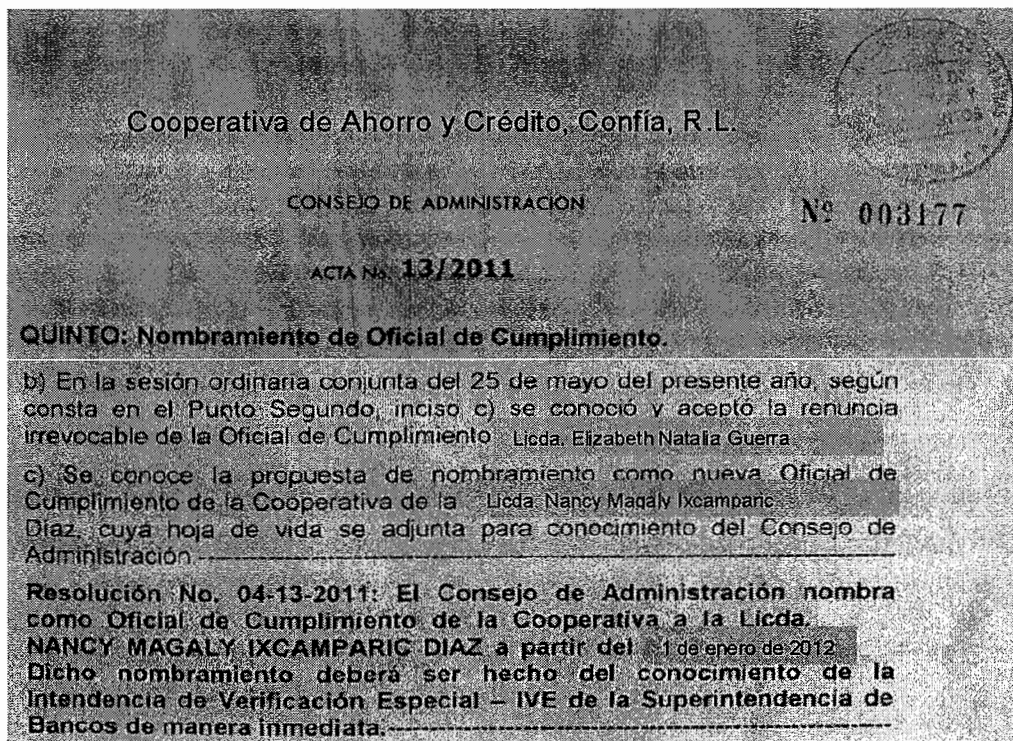 Cooperativa de Ahorro y Crédito, Confía, R.L.
CONSEJO DE ADMINISTRACION
Nº 003177
ACTA No. 13/2011
QUINTO: Nombramiento de Oficial de Cumplimiento.
b) En la sesión ordinaria conjunta del 25 de mayo del presente año, según
consta en el Punto Segundo, inciso c) se conoció y aceptó la renuncia
irrevocable de la Oficial de Cumplimiento Licda. Elizabeth Natalia Guerra
c) Se conoce la propuesta de nombramiento como nueva Oficial de
Cumplimiento de la Cooperativa de la Licda Nancy Magaly Ixcamparic
Díaz, cuya hoja de vida se adjunta para conocimiento del Consejo de
Administración.
Resolución No. 04-13-2011: El Consejo de Administración nombra
como Oficial de Cumplimiento de la Cooperativa a la Licda.
NANCY MAGALY IXCAMPARIC DIAZ a partir del 1 de enero de 2012
Dicho nombramiento deberá ser hecho del conocimiento de la
Intendencia de Verificación Especial – IVE de la Superintendencia de
Bancos de manera inmediata.